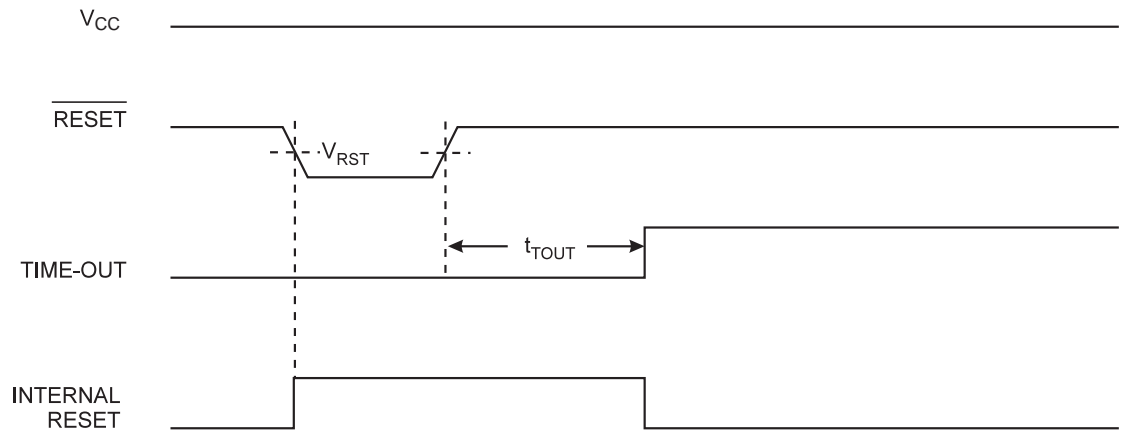 VCC
RESET
VRST
tTOUT
TIME-OUT
INTERNAL
RESET